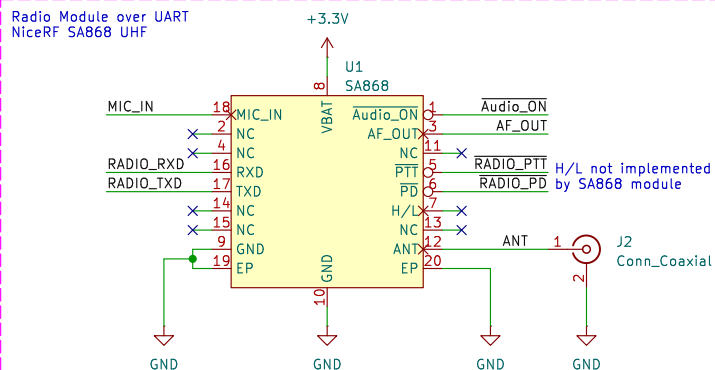 Radio Module over UART
NiceRF SA868 UHF
+3.3V
U1
SA868
8
VBAT
MIC_IN 18 MIC_IN
Audio_ON 1 Audio_ON
2 NC
AF_OUT 3 AF_OUT
4 NC
NC 11
RADIO_RXD 16 RXD
PTT 5 RADIO_PTT
RADIO_TXD 17 TXD
PD 6 RADIO_PD
H/L not implemented
by SA868 module
14 NC
H/L 7
15 NC
NC 13
9 GND
ANT 12 ANT 1
J2
Conn_Coaxial
19 EP
GND
EP 20
2
10
GND
GND
GND
GND